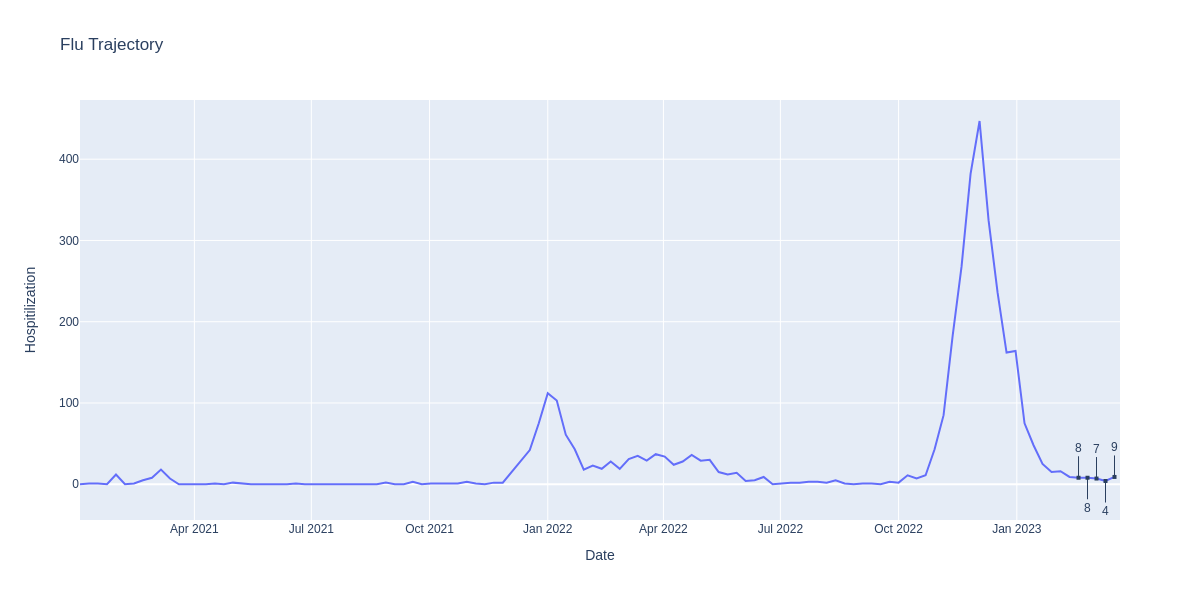 Flu Trajectory
Hospitilization
400
300
200
100
0
8
7
9
8
4
Apr 2021
Jul 2021
Oct 2021
Jan 2022
Apr 2022
Jul 2022
Oct 2022
Jan 2023
Date